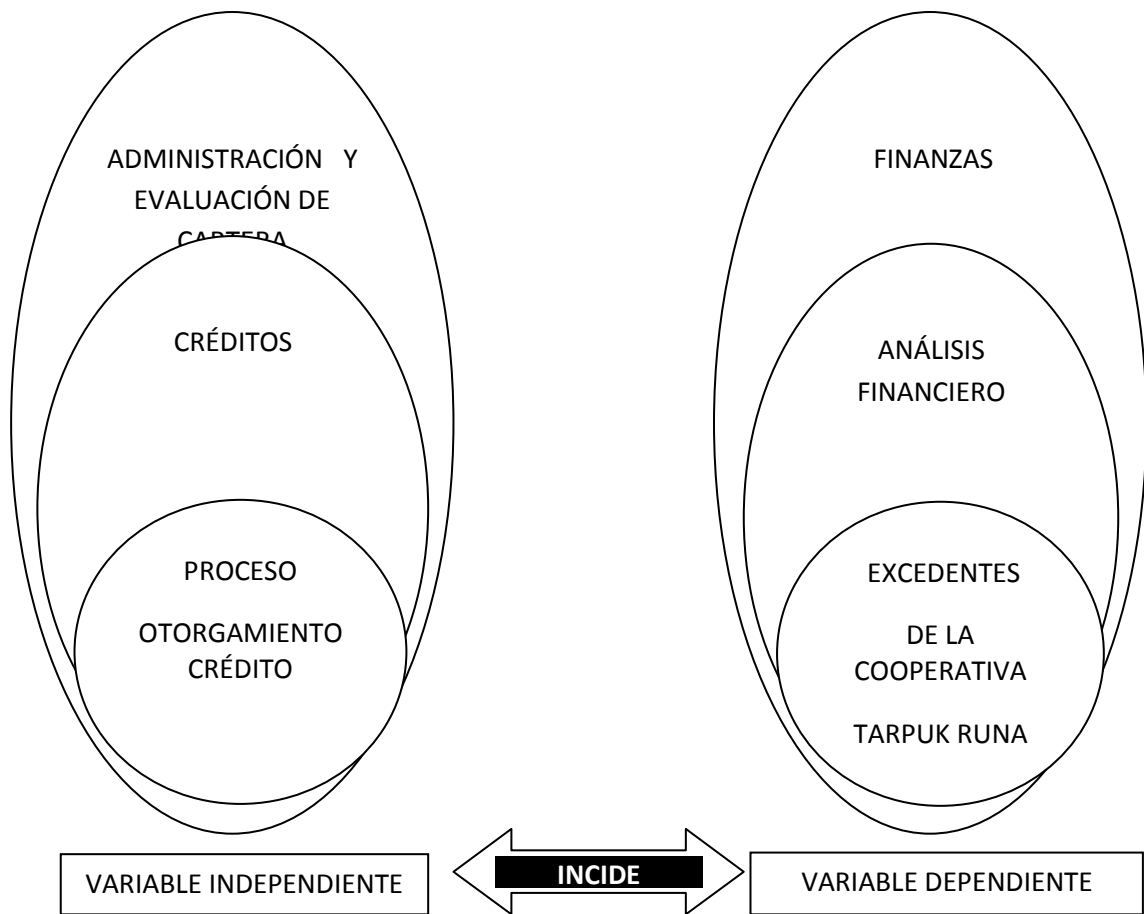 ADMINISTRACIÓN Y
EVALUACIÓN DE
CARTERA
CRÉDITOS
PROCESO
OTORGAMIENTO
CRÉDITO
FINANZAS
ANÁLISIS
FINANCIERO
EXCEDENTES
DE LA
COOPERATIVA
TARPUK RUNA
VARIABLE INDEPENDIENTE
INCIDE
VARIABLE DEPENDIENTE